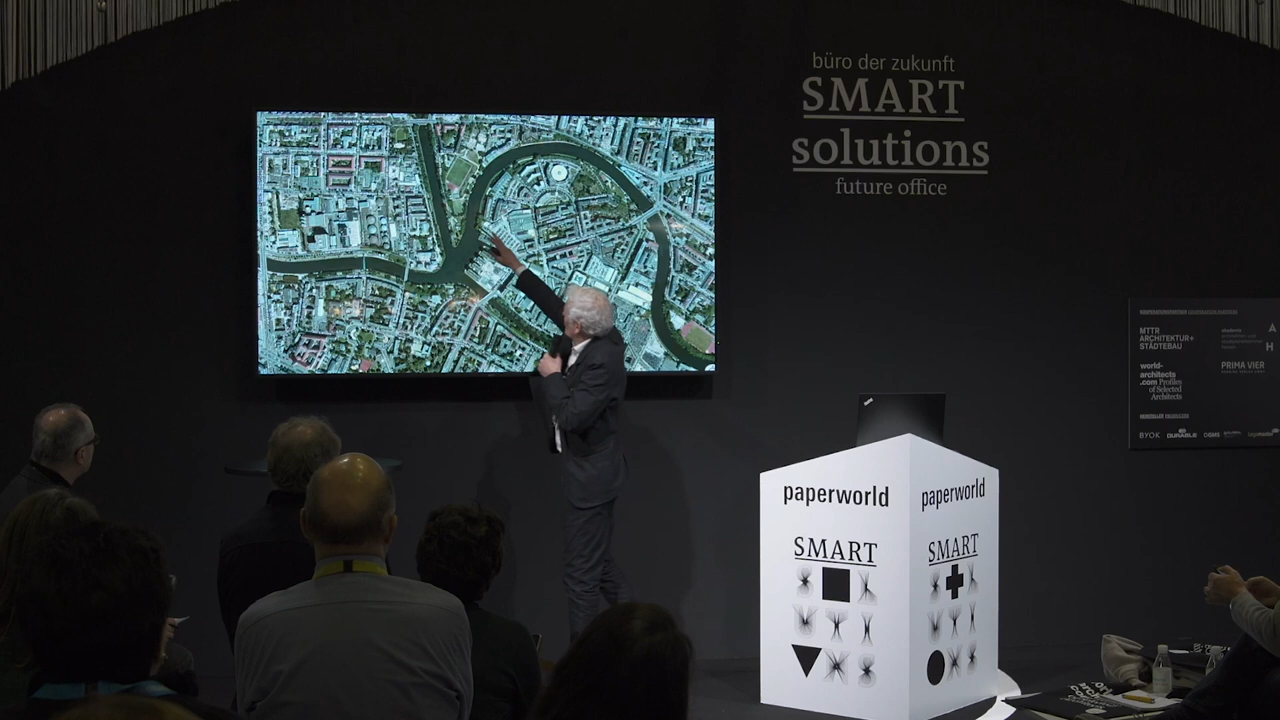 büro der zukunft
SMART
solutions
future office
MTTR
ARCHITEKTUR+
STÄDTEBAU
world-
architects
.com Profiles
of Selected
Architects
PRIMA VIER
BYOK
DURABLE
paperworld
SMART
paperworld
SMART